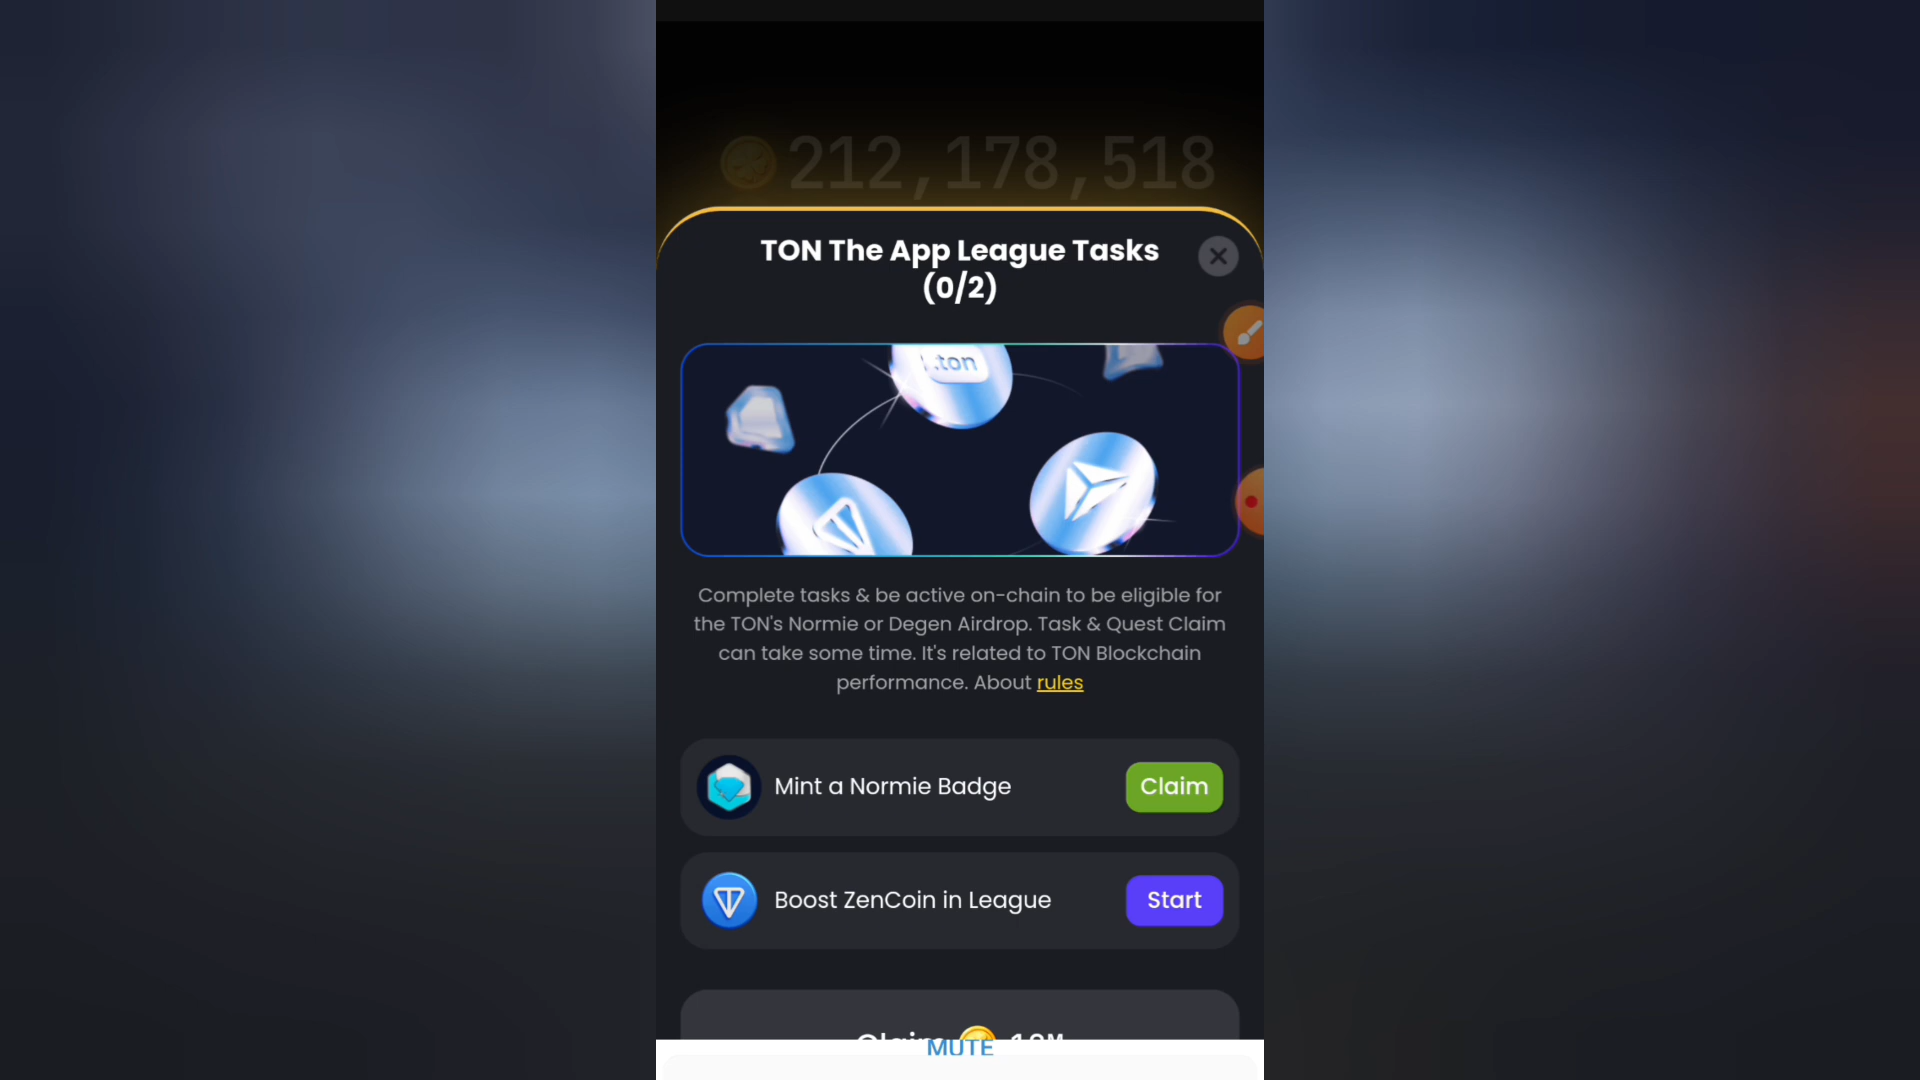 212,178,518
TON The App League Tasks
(0/2)
.ton
Complete tasks & be active on-chain to be eligible for
the TON's Normie or Degen Airdrop. Task & Quest Claim
can take some time. It's related to TON Blockchain
performance. About rules
Mint a Normie Badge
Claim
Boost ZenCoin in League
Start
Claim
MUTE